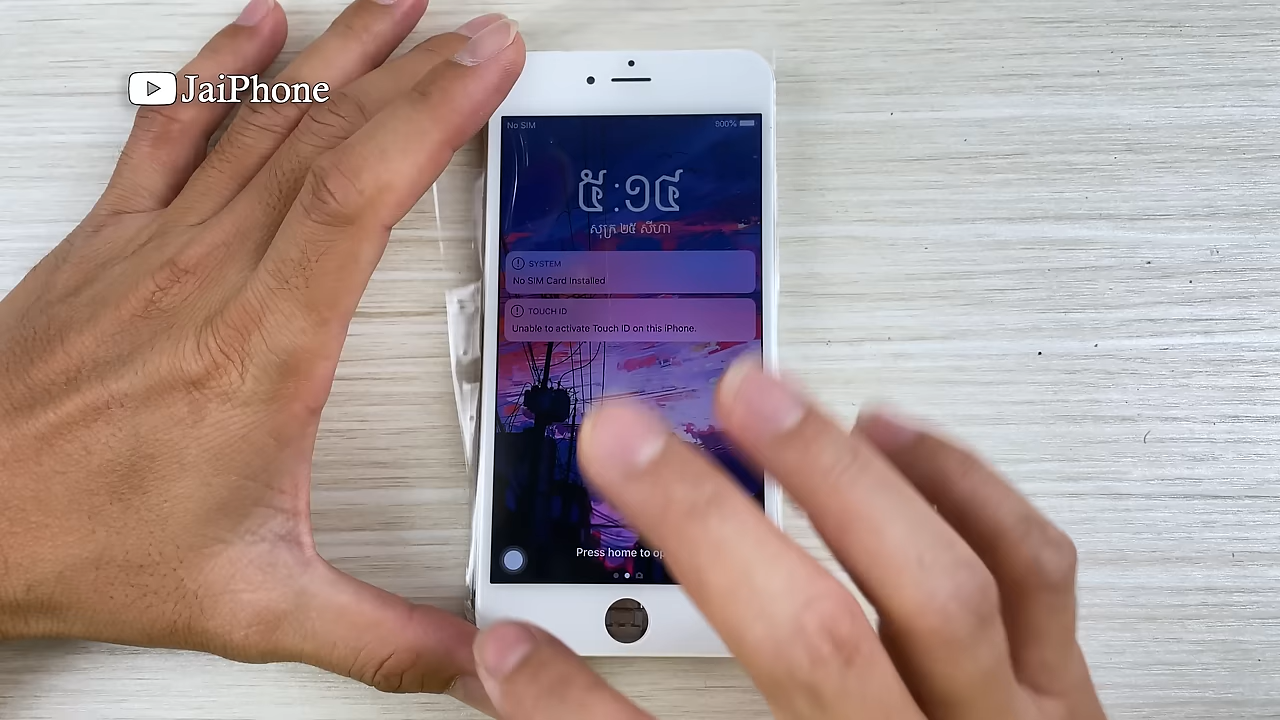 JaiPhone
No SIM
៥:១៤
សុក្រ ២៥ សីហា
SYSTEM
No SIM Card Installed
TOUCH ID
Unable to activate Touch ID on this iPhone.
Press home to op